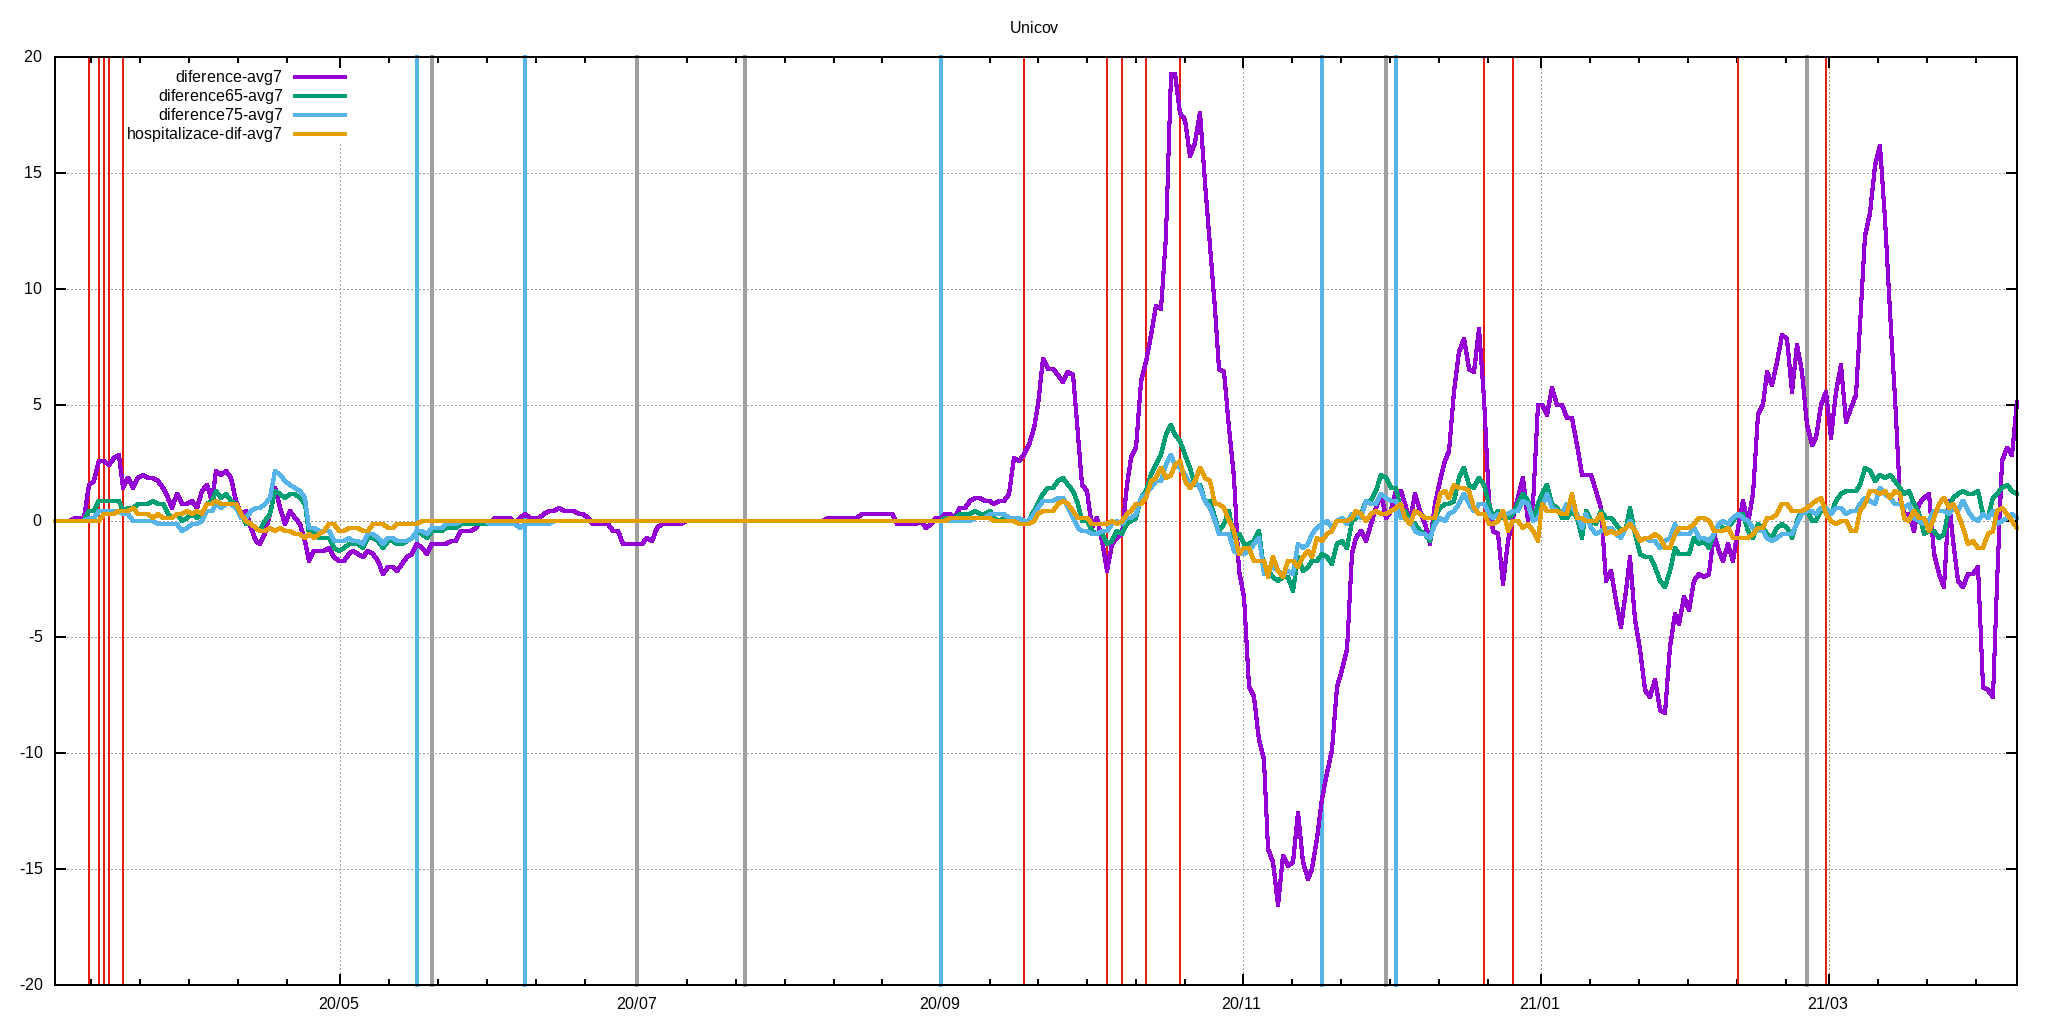 Unicov
diference-avg7
diference65-avg7
diference75-avg7
hospitalizace-dif-avg7
20
15
10
5
0
-5
-10
-15
-20
20/05 20/07 20/09 20/11 21/01 21/03